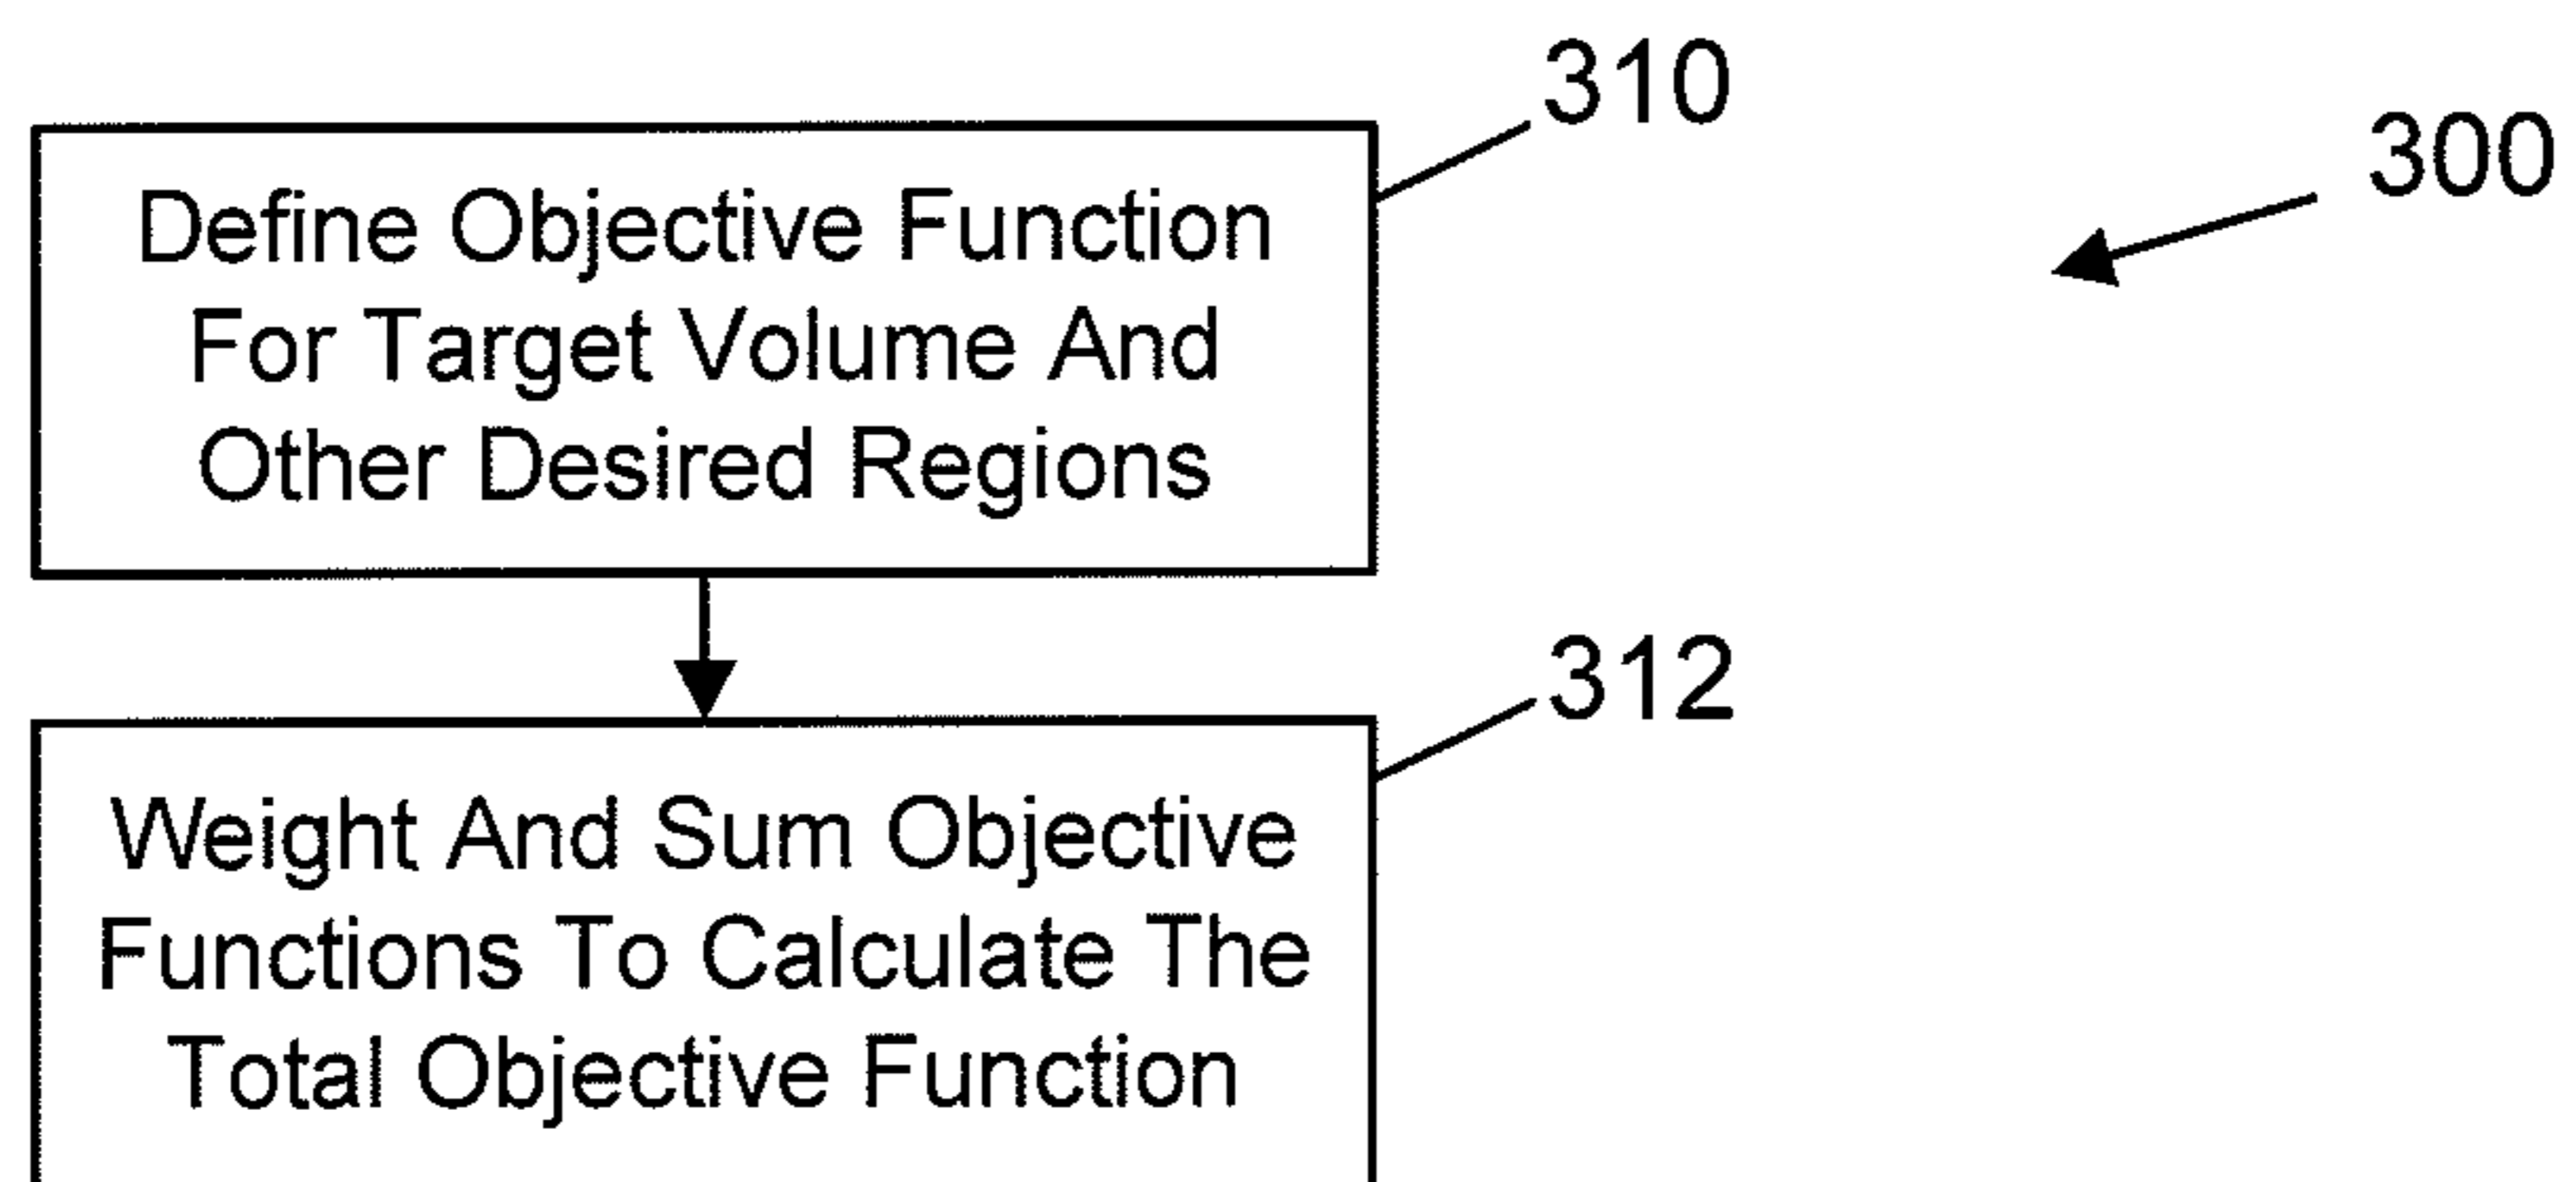 310
300
Define Objective Function
For Target Volume And
Other Desired Regions
312
Weight And Sum Objective
Functions To Calculate The
Total Objective Function